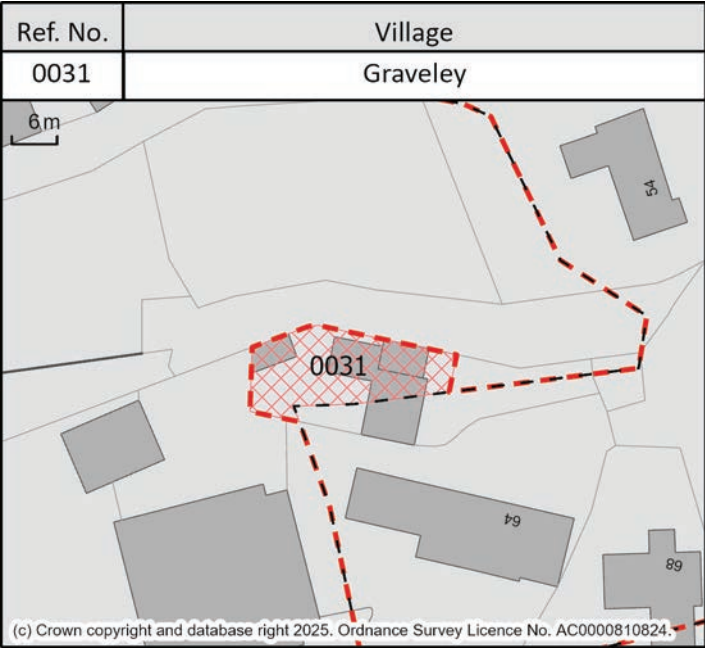 Ref. No. Village
0031 Graveley
6 m
54
0031
64
68
(c) Crown copyright and database right 2025. Ordnance Survey Licence No. AC0000810824.